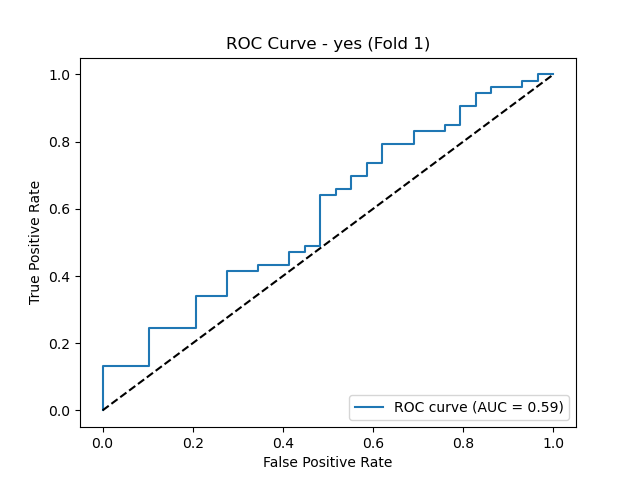 ROC Curve - yes (Fold 1)
1.0
0.8
0.6
0.4
0.2
0.0
True Positive Rate
ROC curve (AUC = 0.59)
0.0 0.2 0.4 0.6 0.8 1.0
False Positive Rate